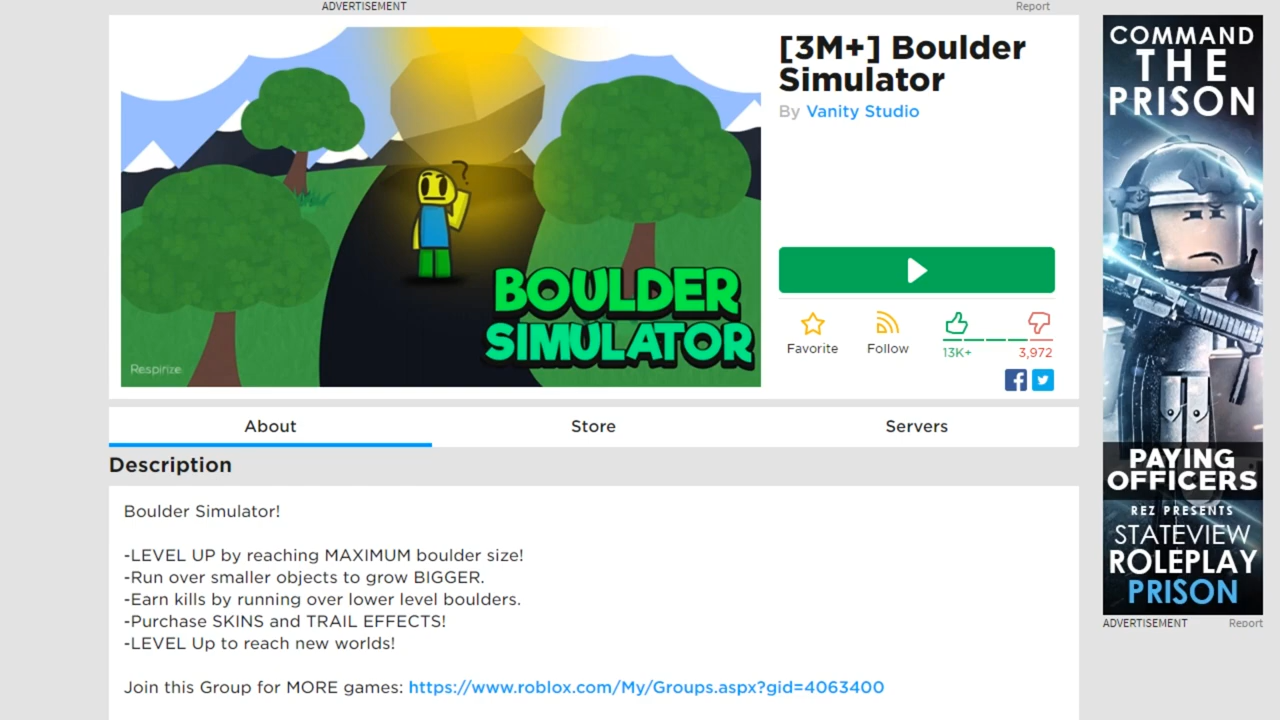 ADVERTISEMENT
Report
[3M+] Boulder
Simulator
By Vanity Studio
BOULDER
SIMULATOR
Respirize
?
Favorite
Follow
13K+
3,972
About
Store
Servers
Description
Boulder Simulator!
-LEVEL UP by reaching MAXIMUM boulder size!
-Run over smaller objects to grow BIGGER.
-Earn kills by running over lower level boulders.
-Purchase SKINS and TRAIL EFFECTS!
-LEVEL Up to reach new worlds!
Join this Group for MORE games: https://www.roblox.com/My/Groups.aspx?gid=4063400
COMMAND
THE
PRISON
PAYING
OFFICERS
REZ PRESENTS
STATEVIEW
ROLEPLAY
PRISON
ADVERTISEMENT
Report